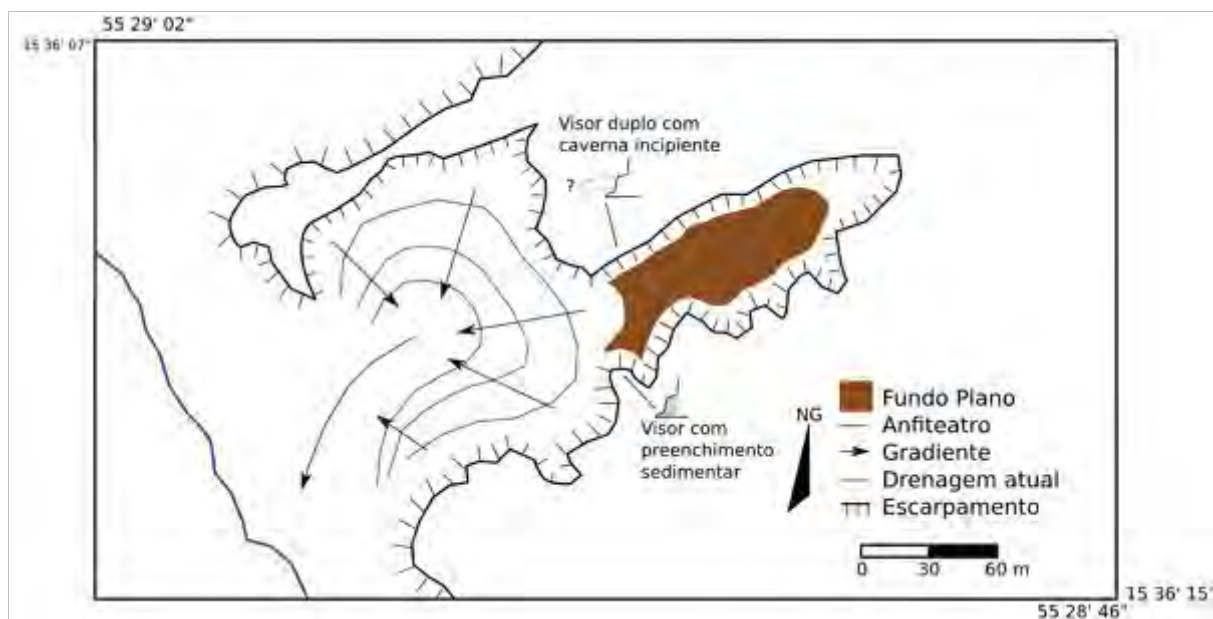 55 29' 02"
15 36' 07"
Visor duplo com
caverna incipiente
?
Visor com
preenchimento
sedimentar
NG
Fundo Plano
Anfiteatro
Gradiente
Drenagem atual
Escarpamento
0 30 60 m
15 36' 15"
55 28' 46"